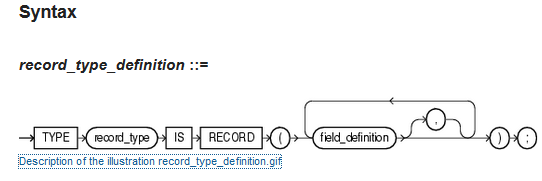 Syntax
record_type_definition ::=
TYPE record_type IS RECORD ( field_definition , ) ;
Description of the illustration record_type_definition.gif